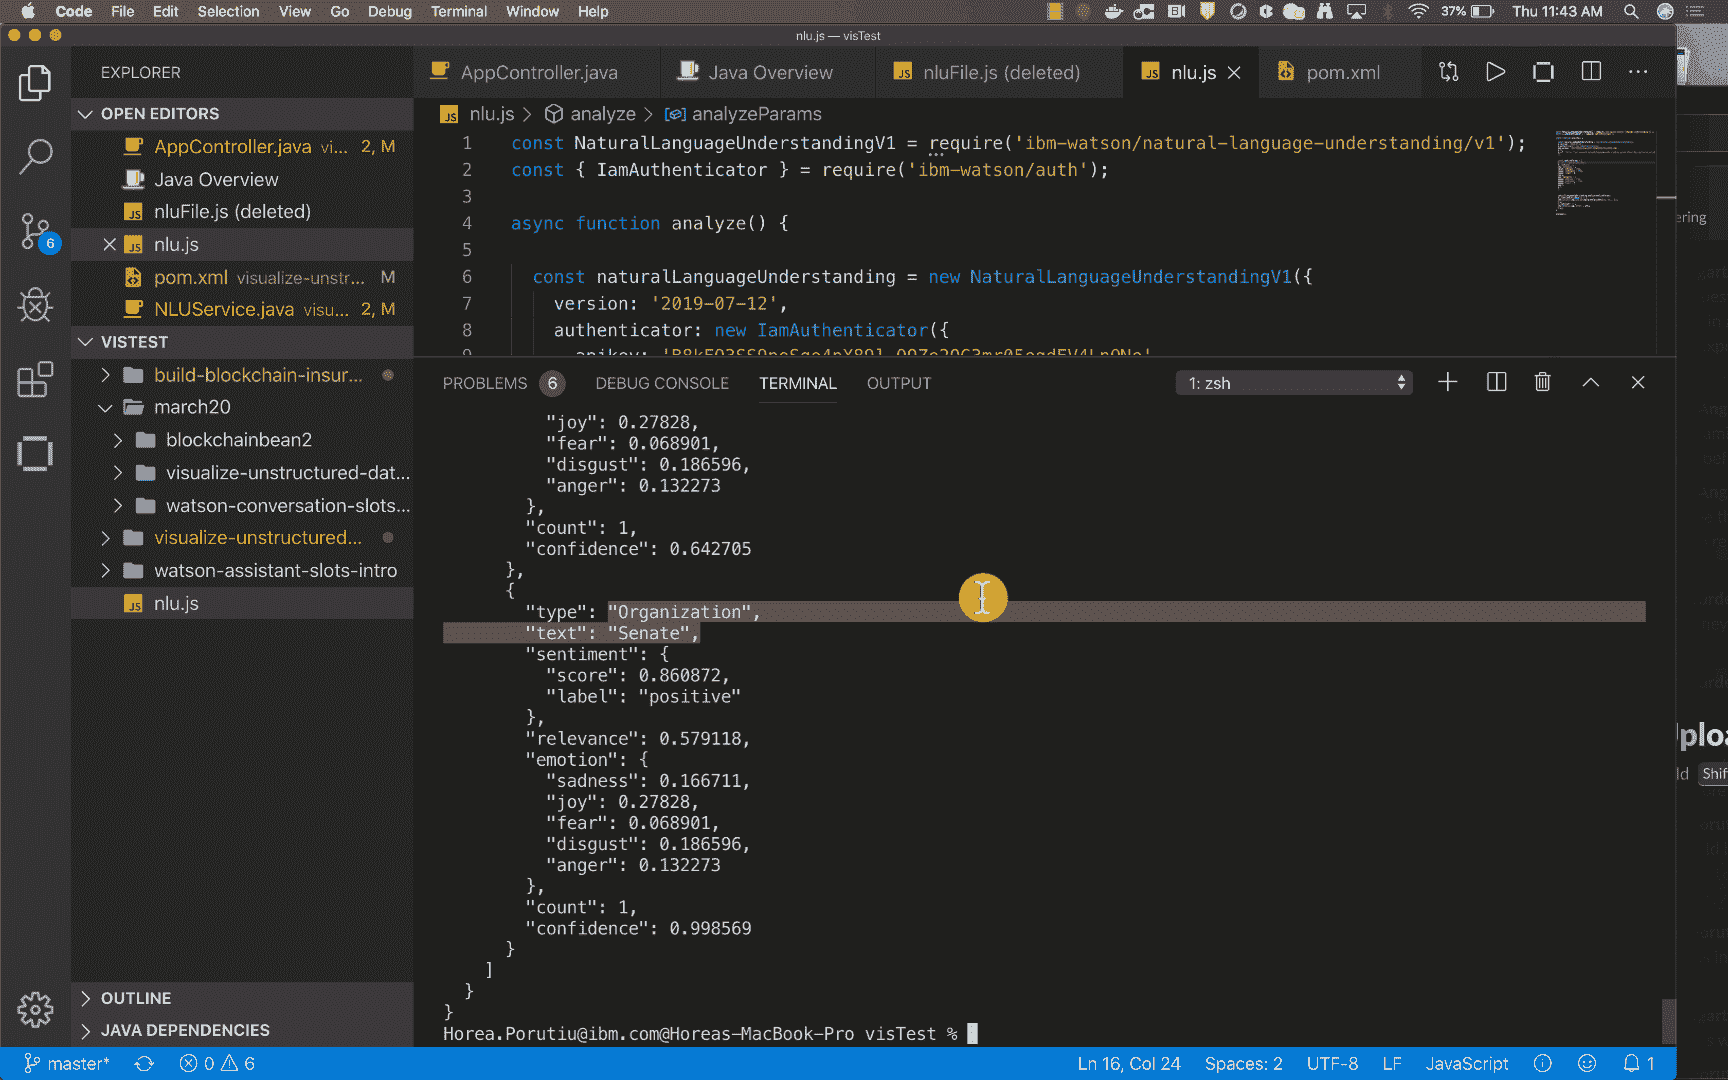 Code File Edit Selection View Go Debug Terminal Window Help 37% Thu 11:43 AM
nlu.js — visTest
EXPLORER
OPEN EDITORS
AppController.java vi... 2, M
Java Overview
nluFile.js (deleted)
nlu.js
pom.xml visualize-unstr... M
NLUService.java visu... 2, M
VISTEST
build-blockchain-insur...
march20
blockchainbean2
visualize-unstructured-dat...
watson-conversation-slots...
visualize-unstructured...
watson-assistant-slots-intro
nlu.js
OUTLINE
JAVA DEPENDENCIES
6
AppController.java Java Overview nluFile.js (deleted) nlu.js pom.xml
nlu.js > analyze > analyzeParams
1 const NaturalLanguageUnderstandingV1 = require('ibm-watson/natural-language-understanding/v1');
2 const { IamAuthenticator } = require('ibm-watson/auth');
3
4 async function analyze() {
5
6 const naturalLanguageUnderstanding = new NaturalLanguageUnderstandingV1({
7 version: '2019-07-12',
8 authenticator: new IamAuthenticator({
PROBLEMS 6 DEBUG CONSOLE TERMINAL OUTPUT 1: zsh
"joy": 0.27828,
"fear": 0.068901,
"disgust": 0.186596,
"anger": 0.132273
},
"count": 1,
"confidence": 0.642705
},
{
"type": "Organization",
"text": "Senate",
"sentiment": {
"score": 0.860872,
"label": "positive"
},
"relevance": 0.579118,
"emotion": {
"sadness": 0.166711,
"joy": 0.27828,
"fear": 0.068901,
"disgust": 0.186596,
"anger": 0.132273
},
"count": 1,
"confidence": 0.998569
}
]
}
}
Horea.Porutiu@ibm.com@Horeas-MacBook-Pro visTest %
master* 0 6 Ln 16, Col 24 Spaces: 2 UTF-8 LF JavaScript 1
ering
Uploa
ld Shif